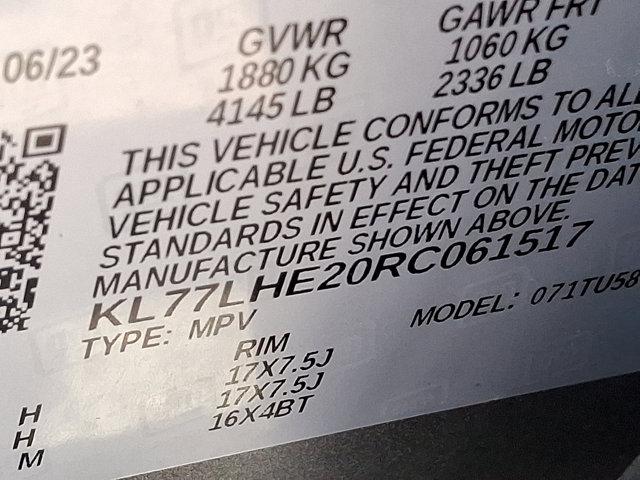 06/23
GVWR
1880 KG
4145 LB
GAWR FRT
1060 KG
2336 LB
THIS VEHICLE CONFORMS TO ALL
APPLICABLE U.S. FEDERAL MOTO
VEHICLE SAFETY AND THEFT PREV
STANDARDS IN EFFECT ON THE DAT
MANUFACTURE SHOWN ABOVE.
KL77LHE20RC061517
TYPE: MPV
MODEL: 071TU58
RIM
17X7.5J
17X7.5J
16X4BT
H
H
M